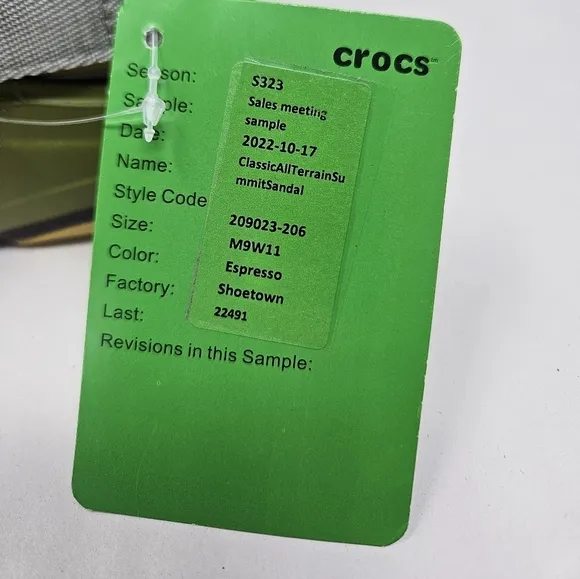 crocs™
Season: S323
Sample: Sales meeting
sample
Date: 2022-10-17
Name: ClassicAllTerrainSu
mmitSandal
Style Code 209023-206
Size: M9W11
Color: Espresso
Factory: Shoetown
Last: 22491
Revisions in this Sample: